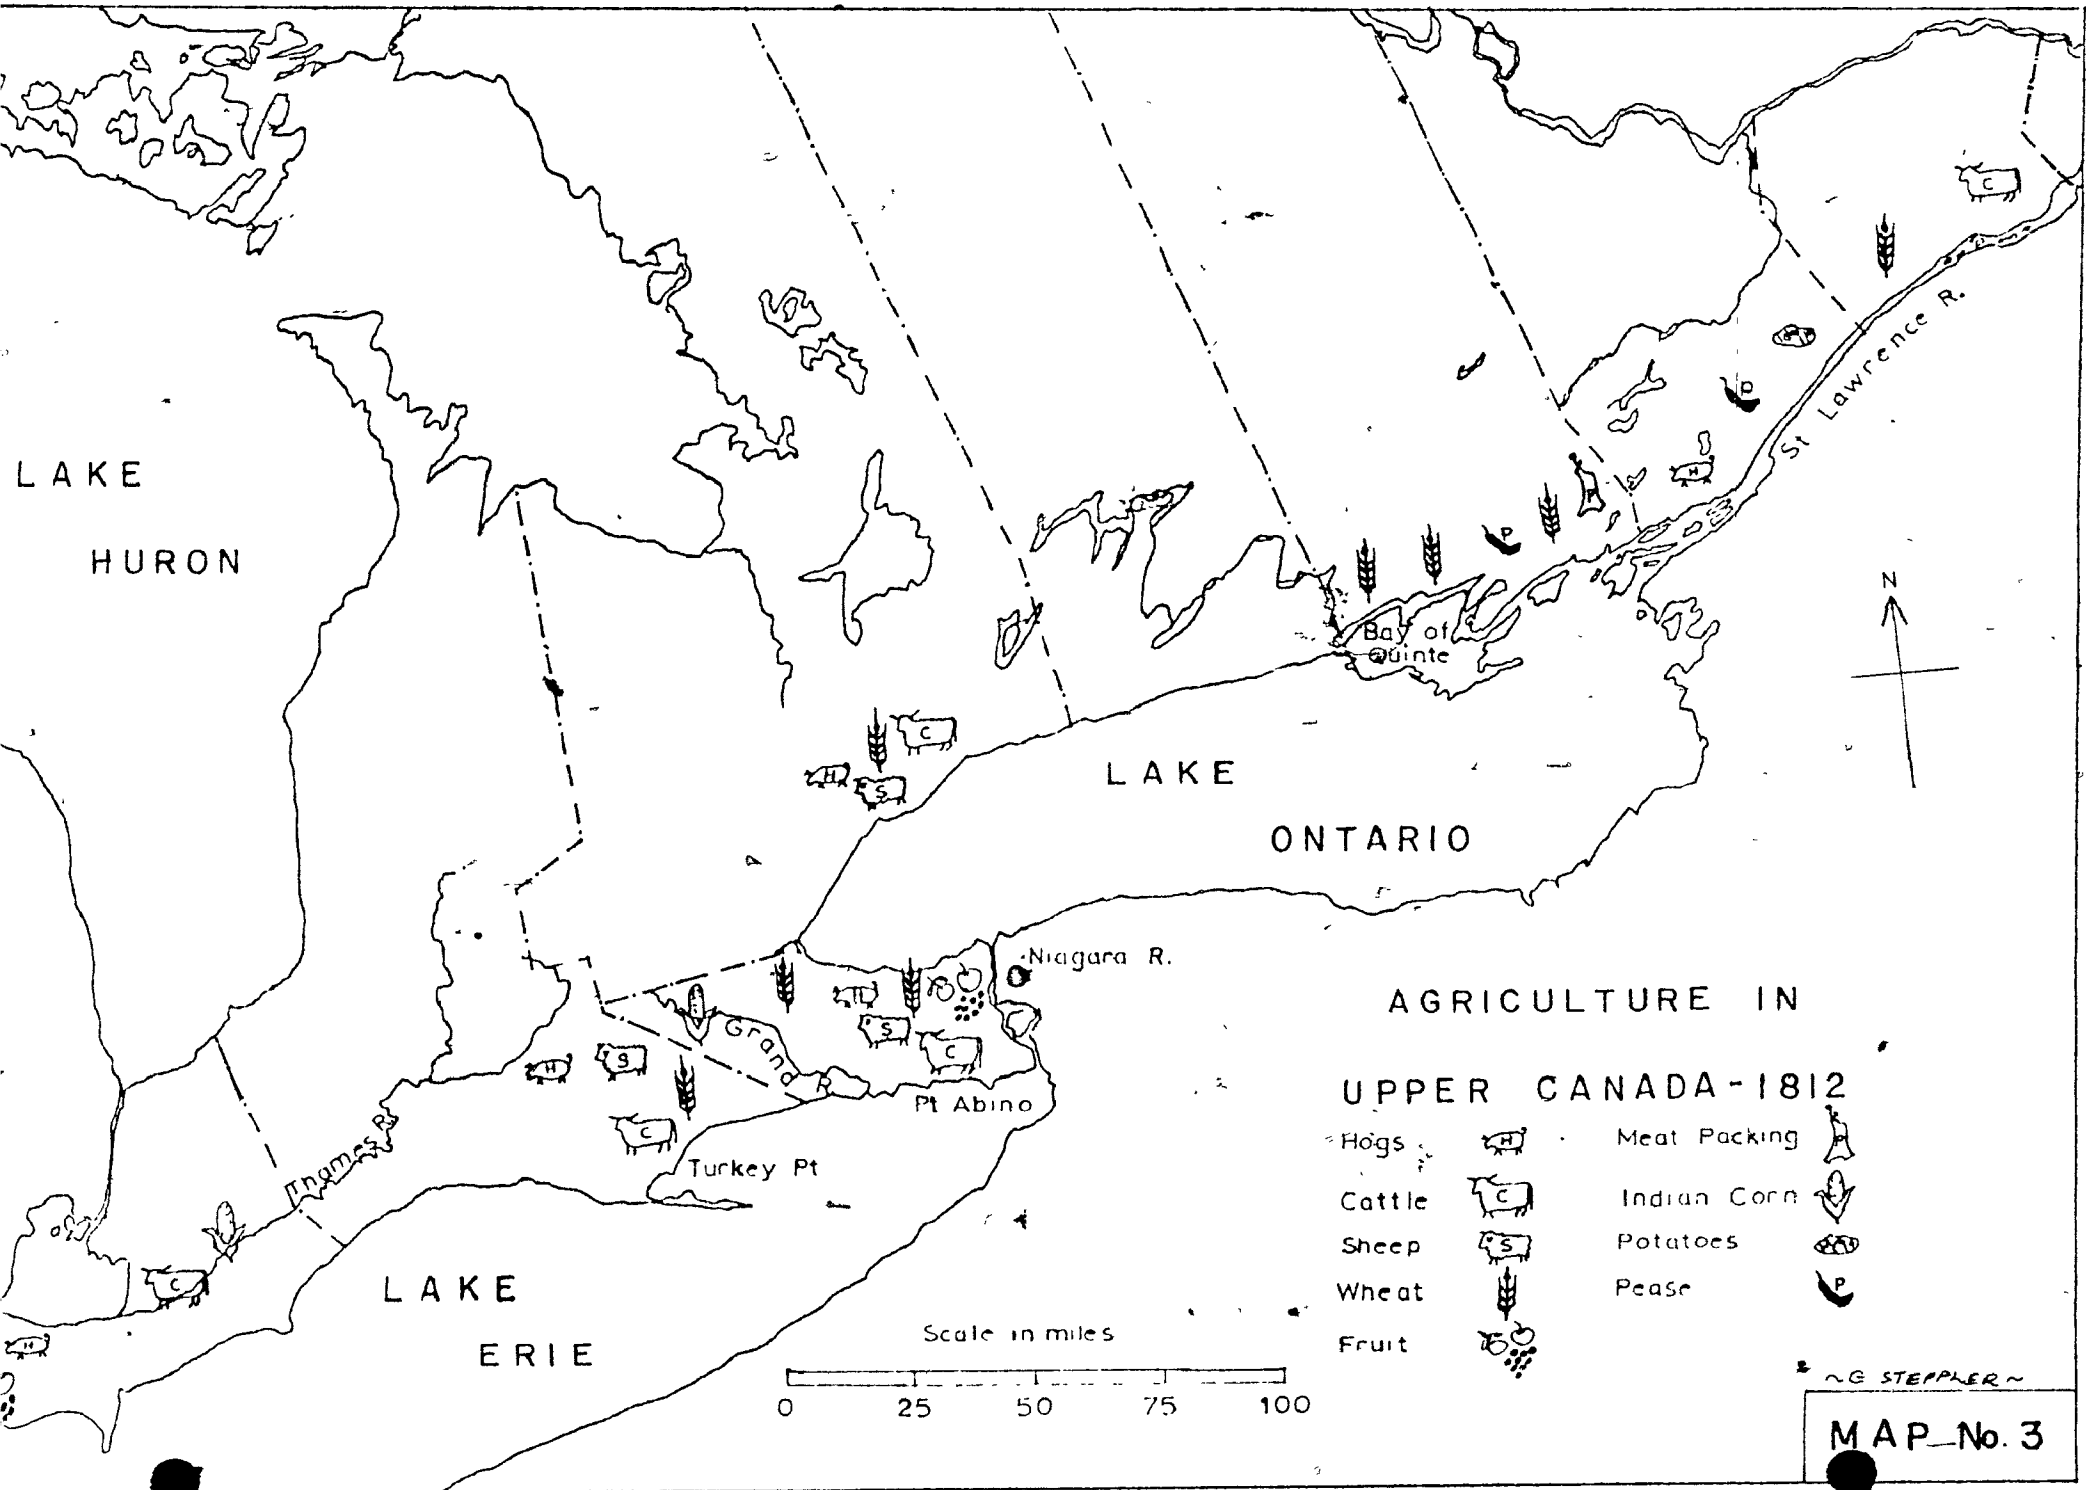 LAKE
HURON
St Lawrence R.
Bay of
Quinte
N
LAKE
ONTARIO
Niagara R.
Grand R
Pt Abino
Thames R.
Turkey Pt
LAKE
ERIE
AGRICULTURE IN
UPPER CANADA-1812
Hogs H Meat Packing P
Cattle C Indian Corn
Sheep S Potatoes
Wheat Pease P
Fruit
Scale in miles
0 25 50 75 100
~G STEPPLER~
MAP No. 3